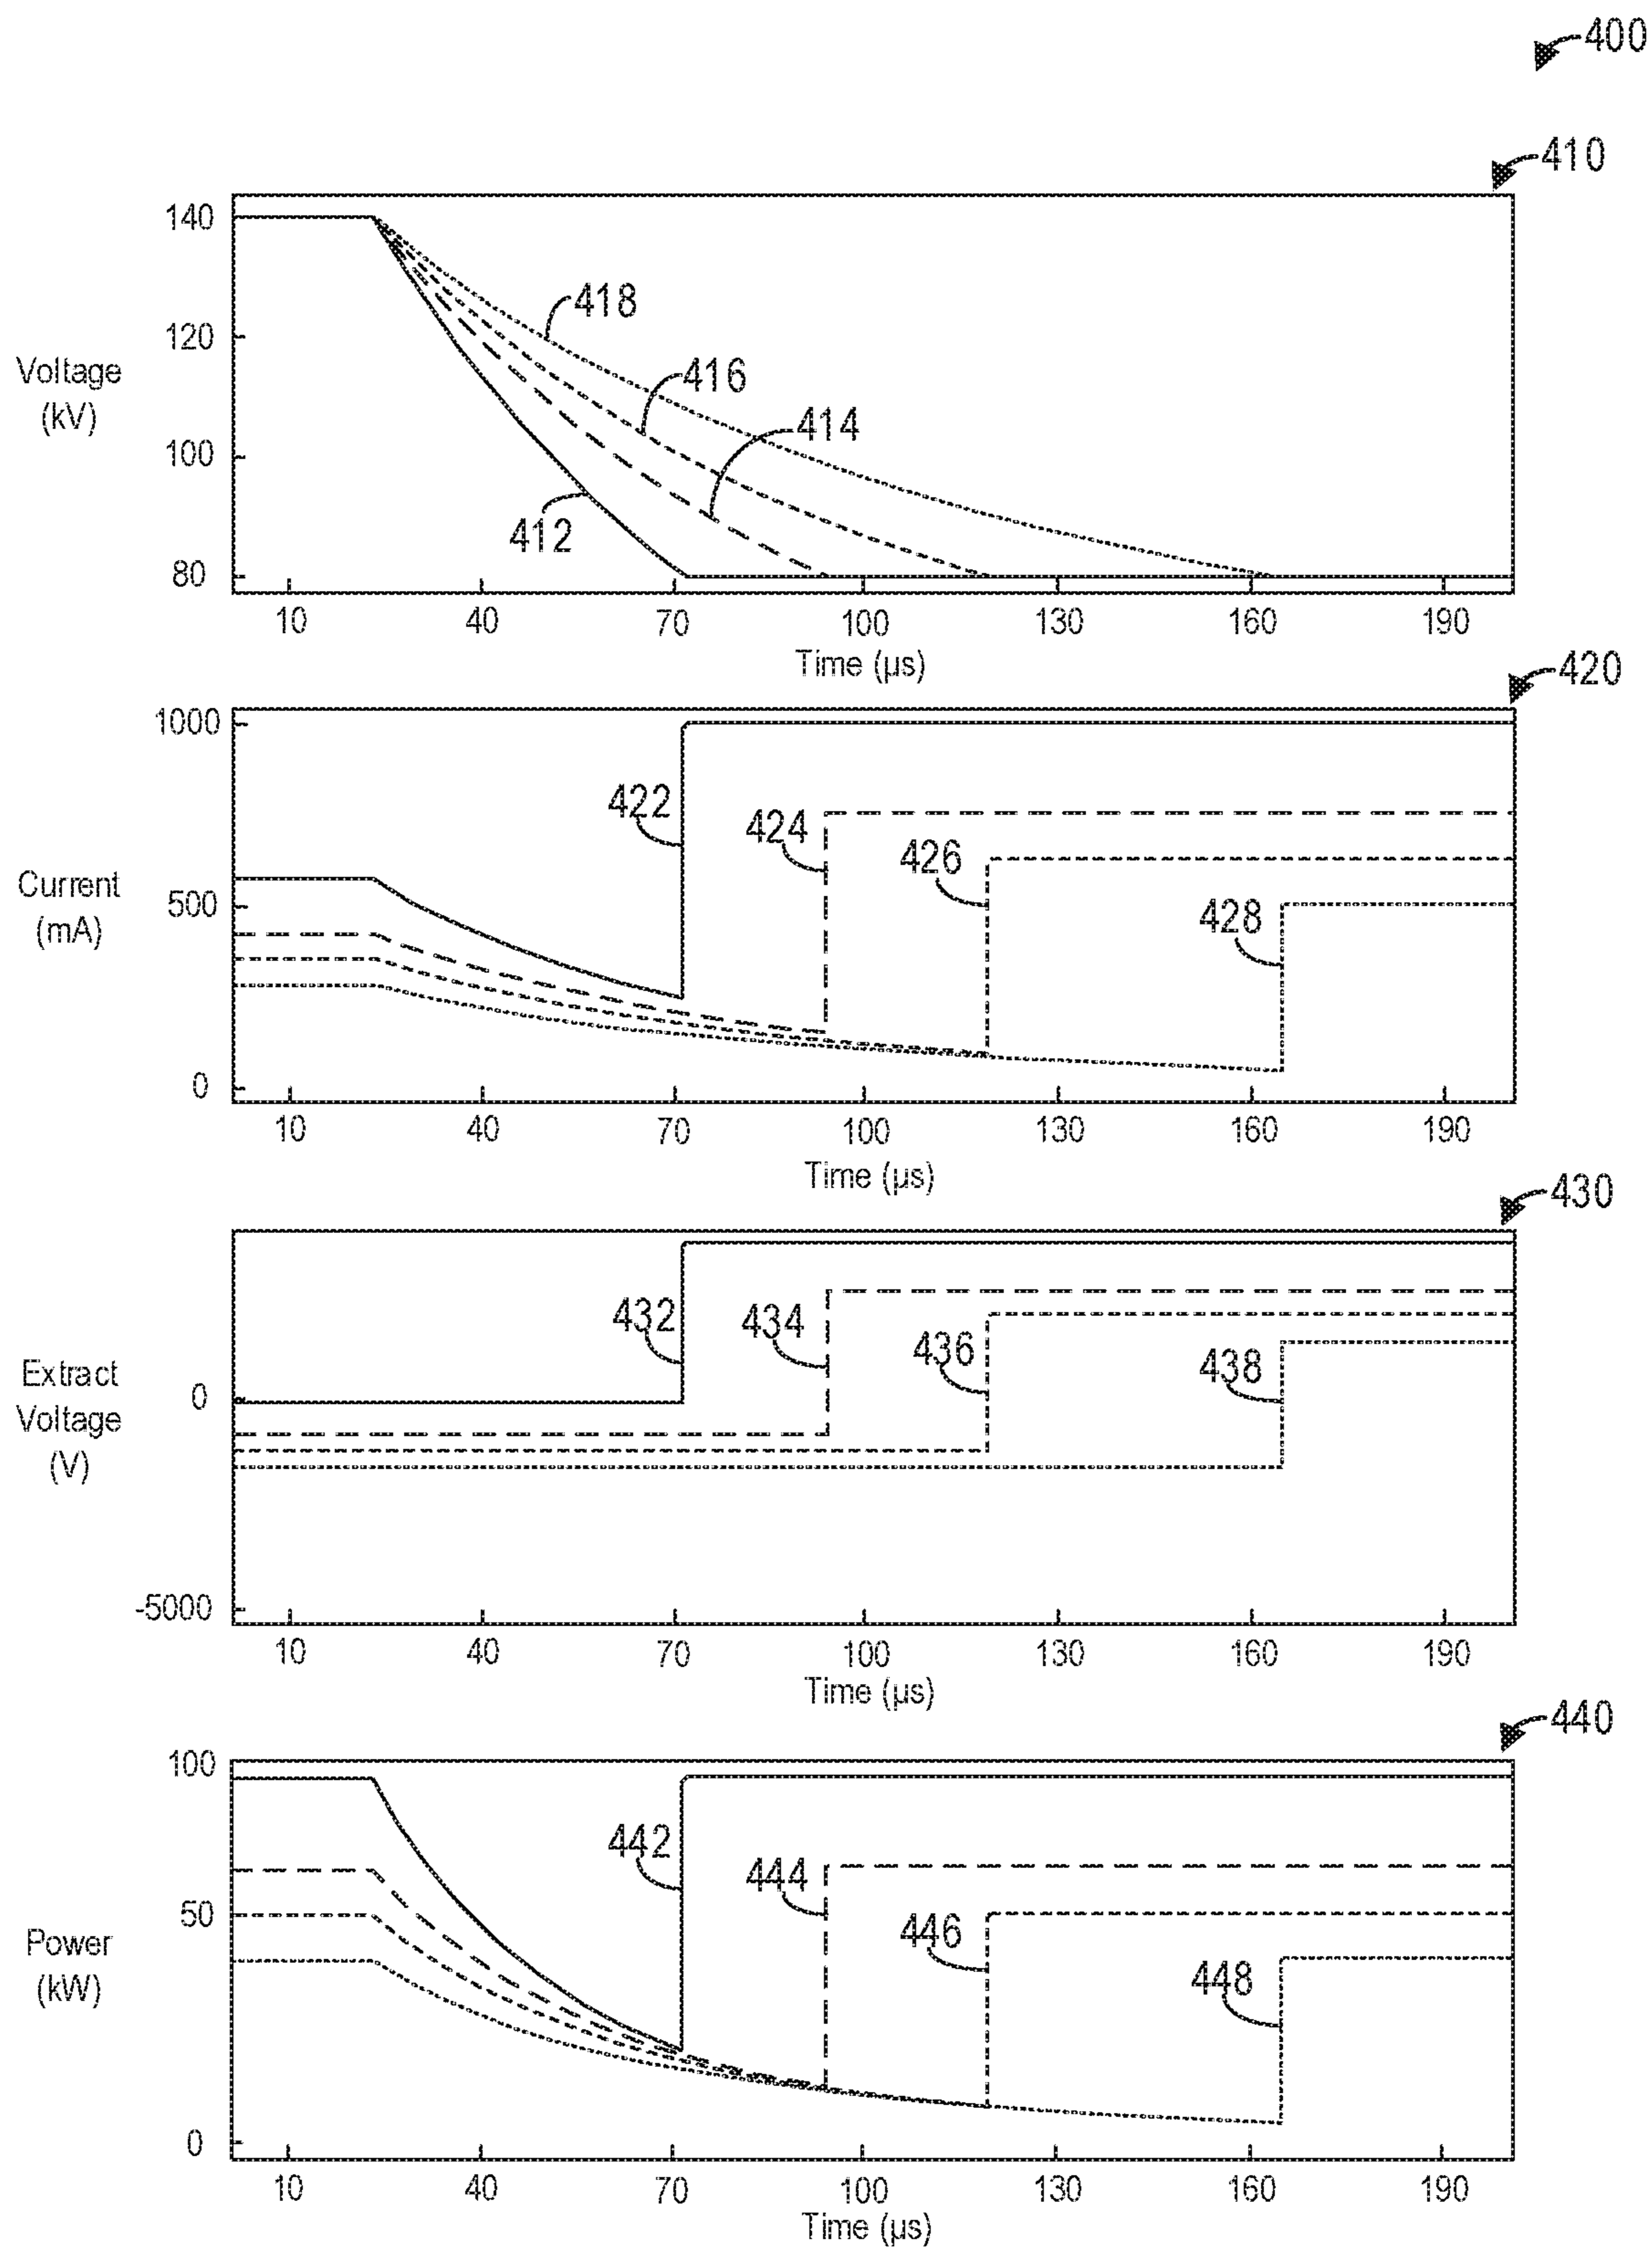 400
410
140
120
Voltage
(kV)
100
80
418
416
414
412
10 40 70 100 130 160 190
Time (µs)
420
1000
Current
(mA)
500
0
422
424
426
428
10 40 70 100 130 160 190
Time (µs)
430
Extract
Voltage
(V)
0
-5000
432
434
436
438
10 40 70 100 130 160 190
Time (µs)
440
100
50
Power
(kW)
0
442
444
446
448
10 40 70 100 130 160 190
Time (µs)